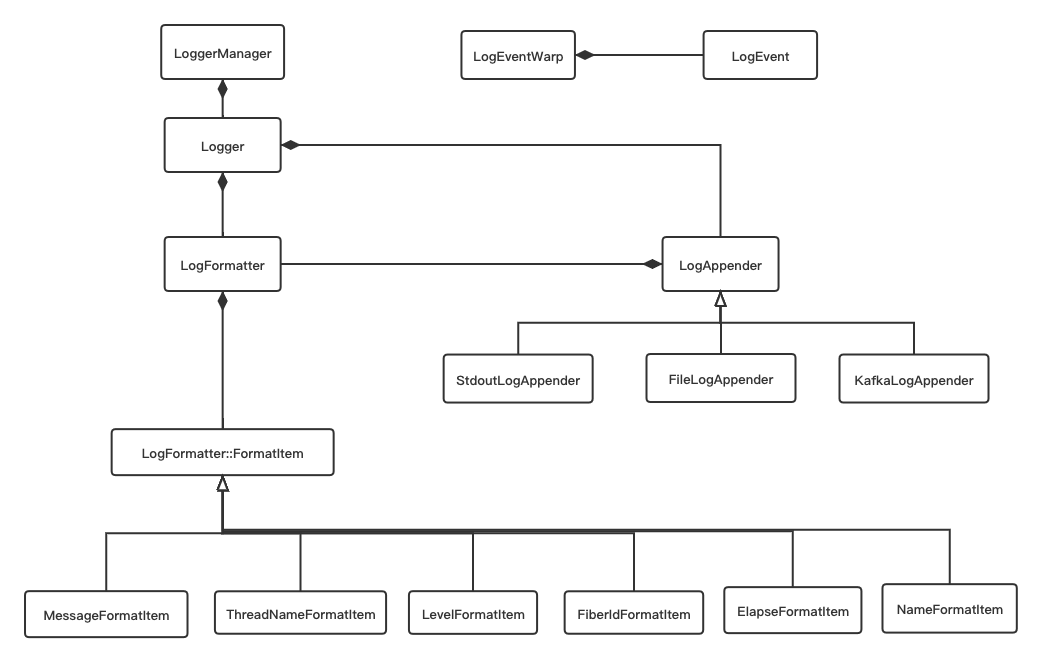 LoggerManager
LogEventWarp
LogEvent
Logger
LogFormatter
LogAppender
StdoutLogAppender
FileLogAppender
KafkaLogAppender
LogFormatter::FormatItem
MessageFormatItem
ThreadNameFormatItem
LevelFormatItem
FiberIdFormatItem
ElapseFormatItem
NameFormatItem